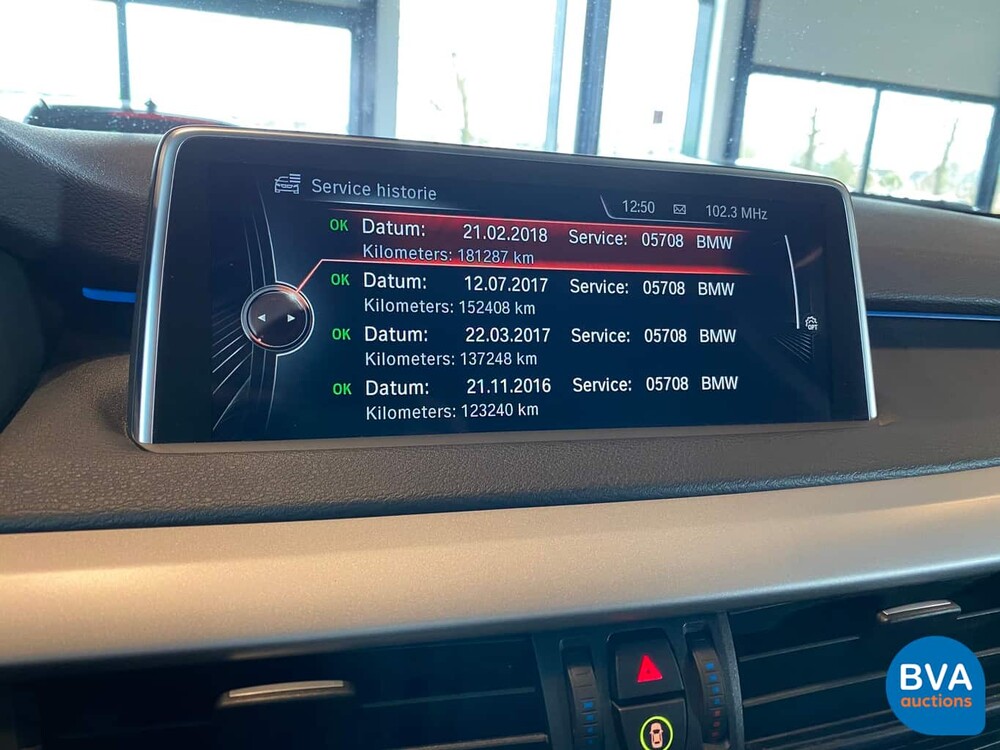 Service historie
12:50 102.3 MHz
OK Datum: 21.02.2018 Service: 05708 BMW
Kilometers: 181287 km
OK Datum: 12.07.2017 Service: 05708 BMW
Kilometers: 152408 km
OK Datum: 22.03.2017 Service: 05708 BMW
Kilometers: 137248 km
OK Datum: 21.11.2016 Service: 05708 BMW
Kilometers: 123240 km
OPT
BVA
auctions